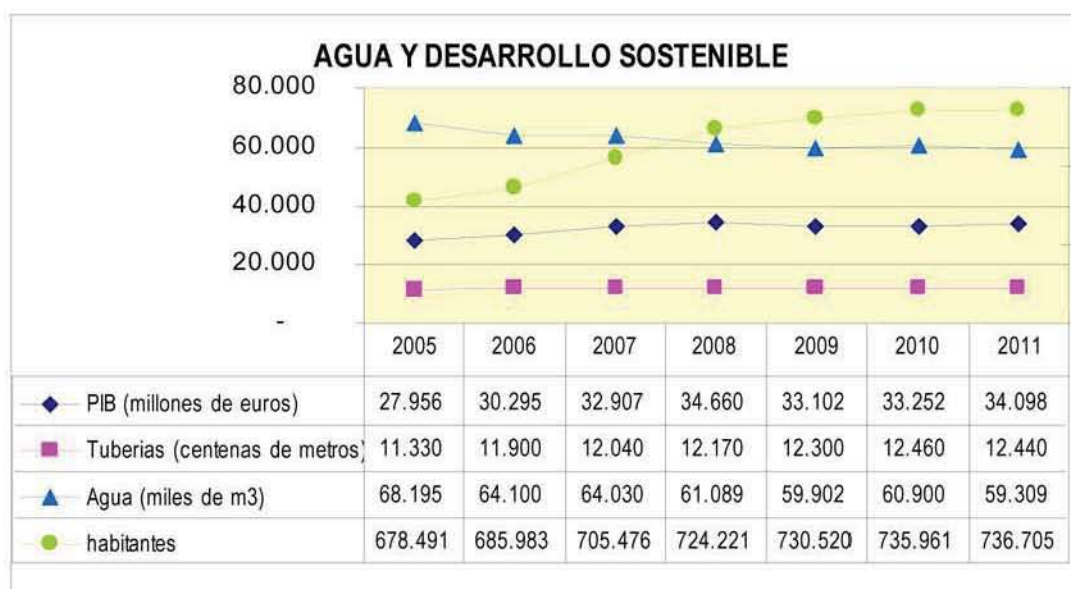 AGUA Y DESARROLLO SOSTENIBLE
80.000
60.000
40.000
20.000
-
2005 2006 2007 2008 2009 2010 2011
PIB (millones de euros) 27.956 30.295 32.907 34.660 33.102 33.252 34.098
Tuberias (centenas de metros) 11.330 11.900 12.040 12.170 12.300 12.460 12.440
Agua (miles de m3) 68.195 64.100 64.030 61.089 59.902 60.900 59.309
habitantes 678.491 685.983 705.476 724.221 730.520 735.961 736.705